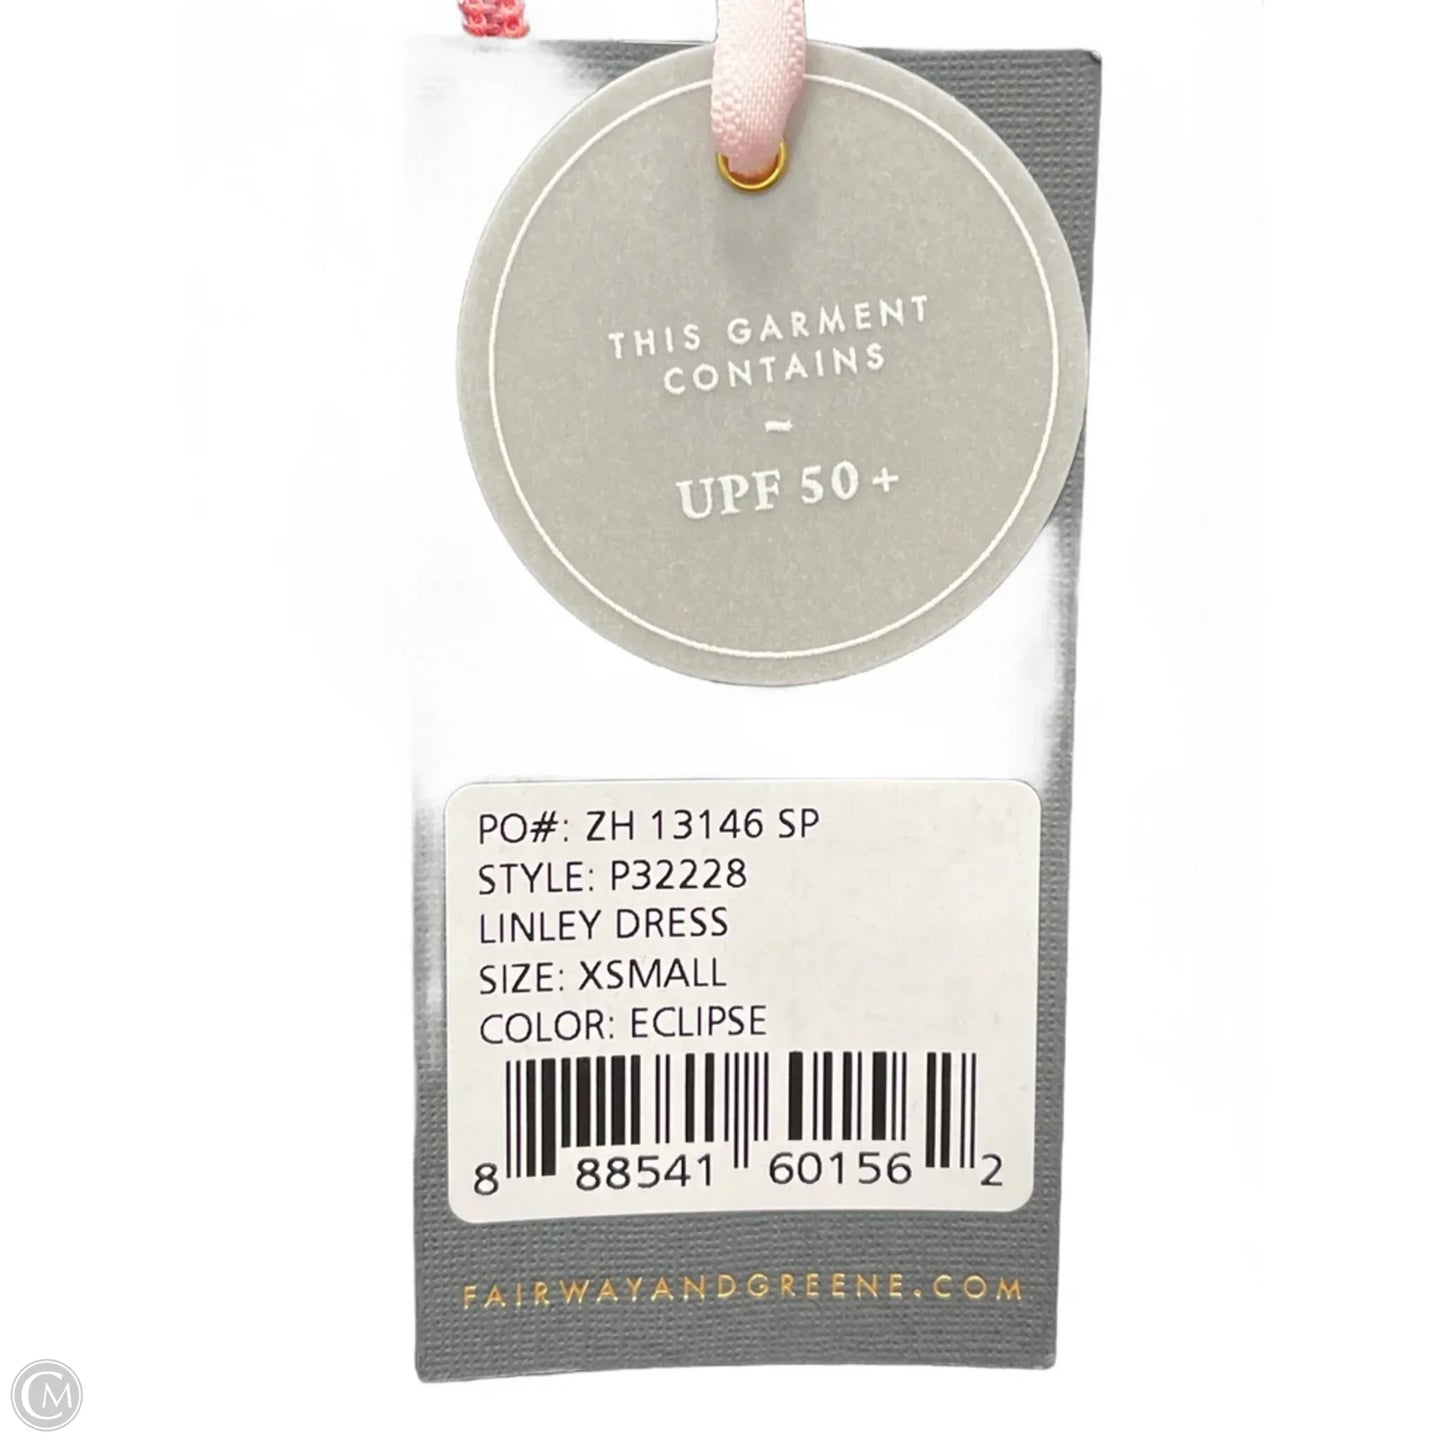 THIS GARMENT
CONTAINS
~
UPF 50+
PO#: ZH 13146 SP
STYLE: P32228
LINLEY DRESS
SIZE: XSMALL
COLOR: ECLIPSE
8 88541 60156 2
FAIRWAYANDGREENE.COM
CM